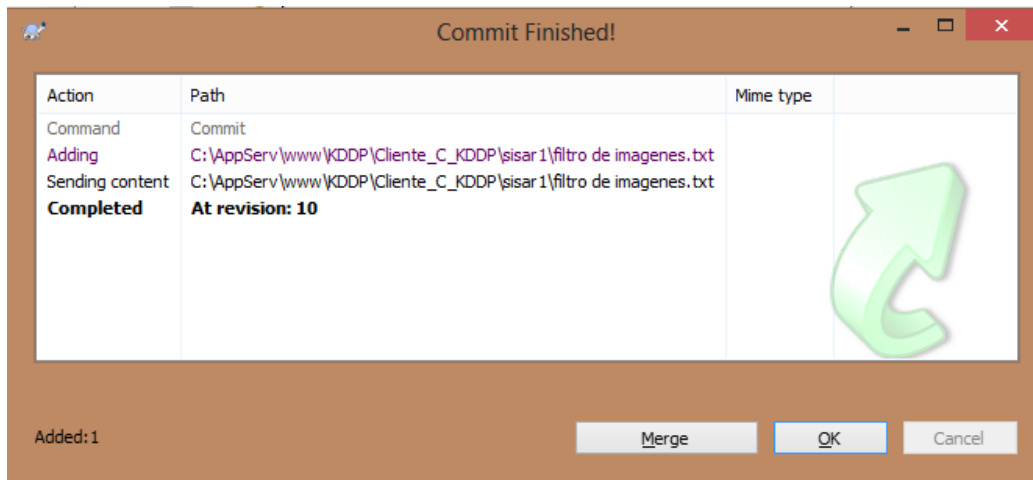 Commit Finished!
Action Path Mime type
Command Commit
Adding C:\AppServ\www\KDDP\Cliente_C_KDDP\sisar1\filtro de imagenes.txt
Sending content C:\AppServ\www\KDDP\Cliente_C_KDDP\sisar1\filtro de imagenes.txt
Completed At revision: 10
Added:1 Merge OK Cancel